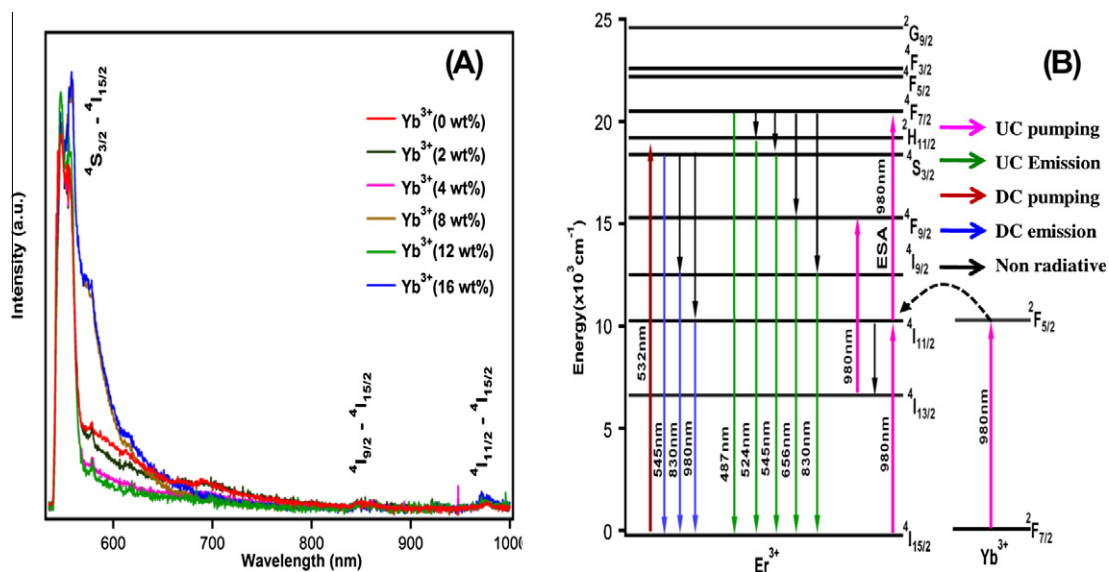 (A)
Intensity (a.u.)
⁴S₃/₂ - ⁴I₁₅/₂
Yb³⁺(0 wt%)
Yb³⁺(2 wt%)
Yb³⁺(4 wt%)
Yb³⁺(8 wt%)
Yb³⁺(12 wt%)
Yb³⁺(16 wt%)
⁴I₉/₂ - ⁴I₁₅/₂
⁴I₁₁/₂ - ⁴I₁₅/₂
600 700 800 900 1000
Wavelength (nm)
(B)
Energy(x10³ cm⁻¹)
25
20
15
10
5
0
²G₉/₂
⁴F₃/₂
⁴F₅/₂
⁴F₇/₂
²H₁₁/₂
⁴S₃/₂
⁴F₉/₂
⁴I₉/₂
⁴I₁₁/₂
⁴I₁₃/₂
⁴I₁₅/₂
532nm
545nm
830nm
980nm
487nm
524nm
545nm
656nm
830nm
980nm
980nm
ESA 980nm
980nm
²F₅/₂
²F₇/₂
Er³⁺
Yb³⁺
UC pumping
UC Emission
DC pumping
DC emission
Non radiative